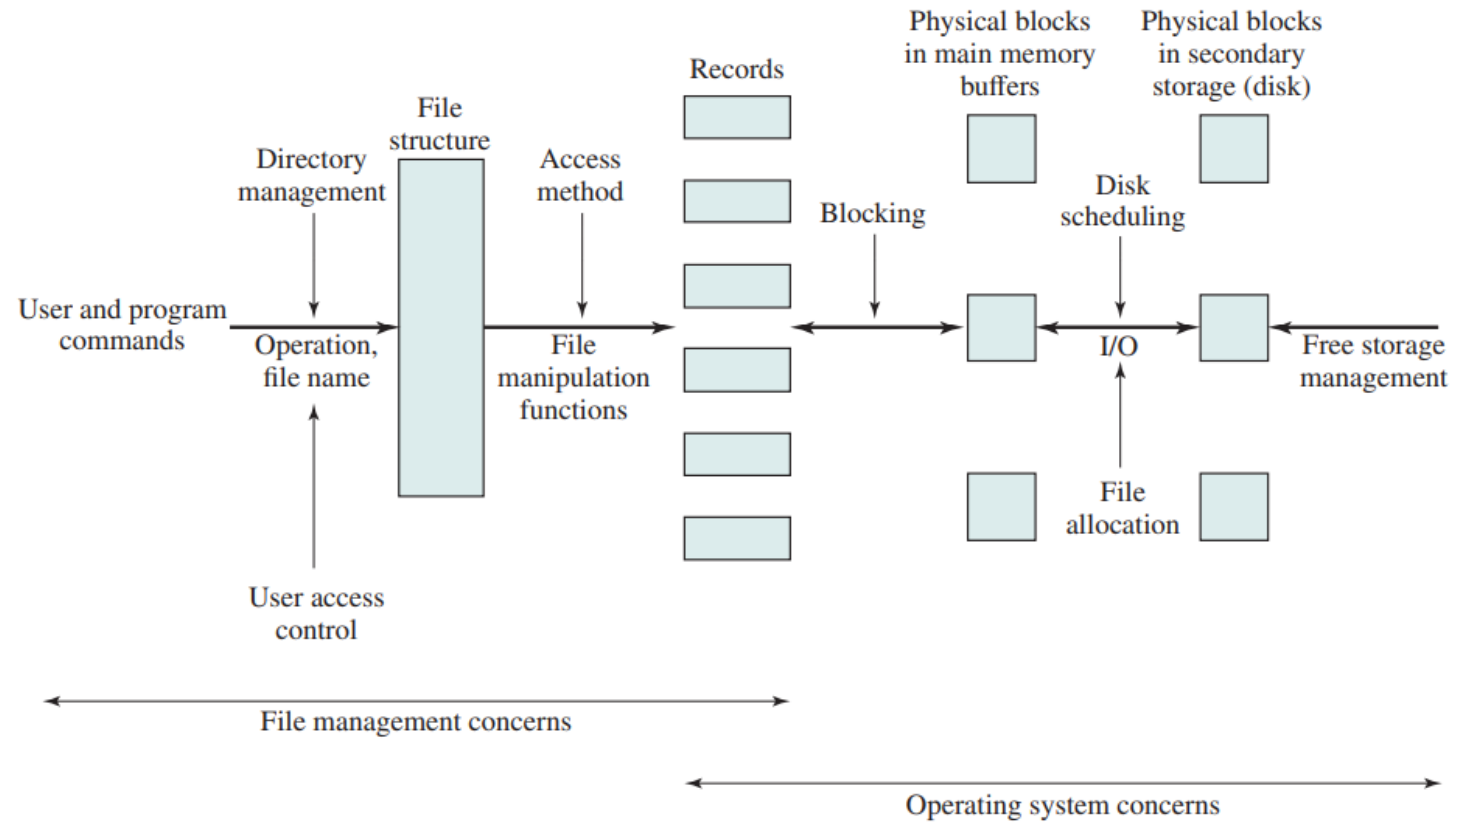 Physical blocks
in main memory
buffers
Physical blocks
in secondary
storage (disk)
Records
File
structure
Directory
management
Access
method
Blocking
Disk
scheduling
User and program
commands
Operation,
file name
File
manipulation
functions
I/O
Free storage
management
File
allocation
User access
control
File management concerns
Operating system concerns